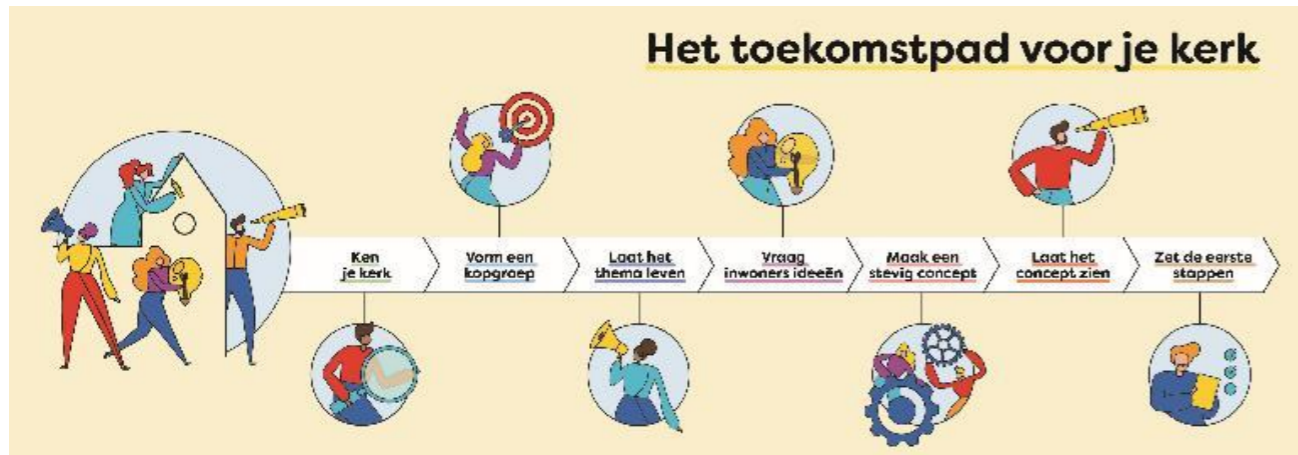 Het toekomstpad voor je kerk
Ken
je kerk
Vorm een
kopgroep
Laat het
thema leven
Vraag
inwoners ideeën
Maak een
stevig concept
Laat het
concept zien
Zet de eerste
stappen